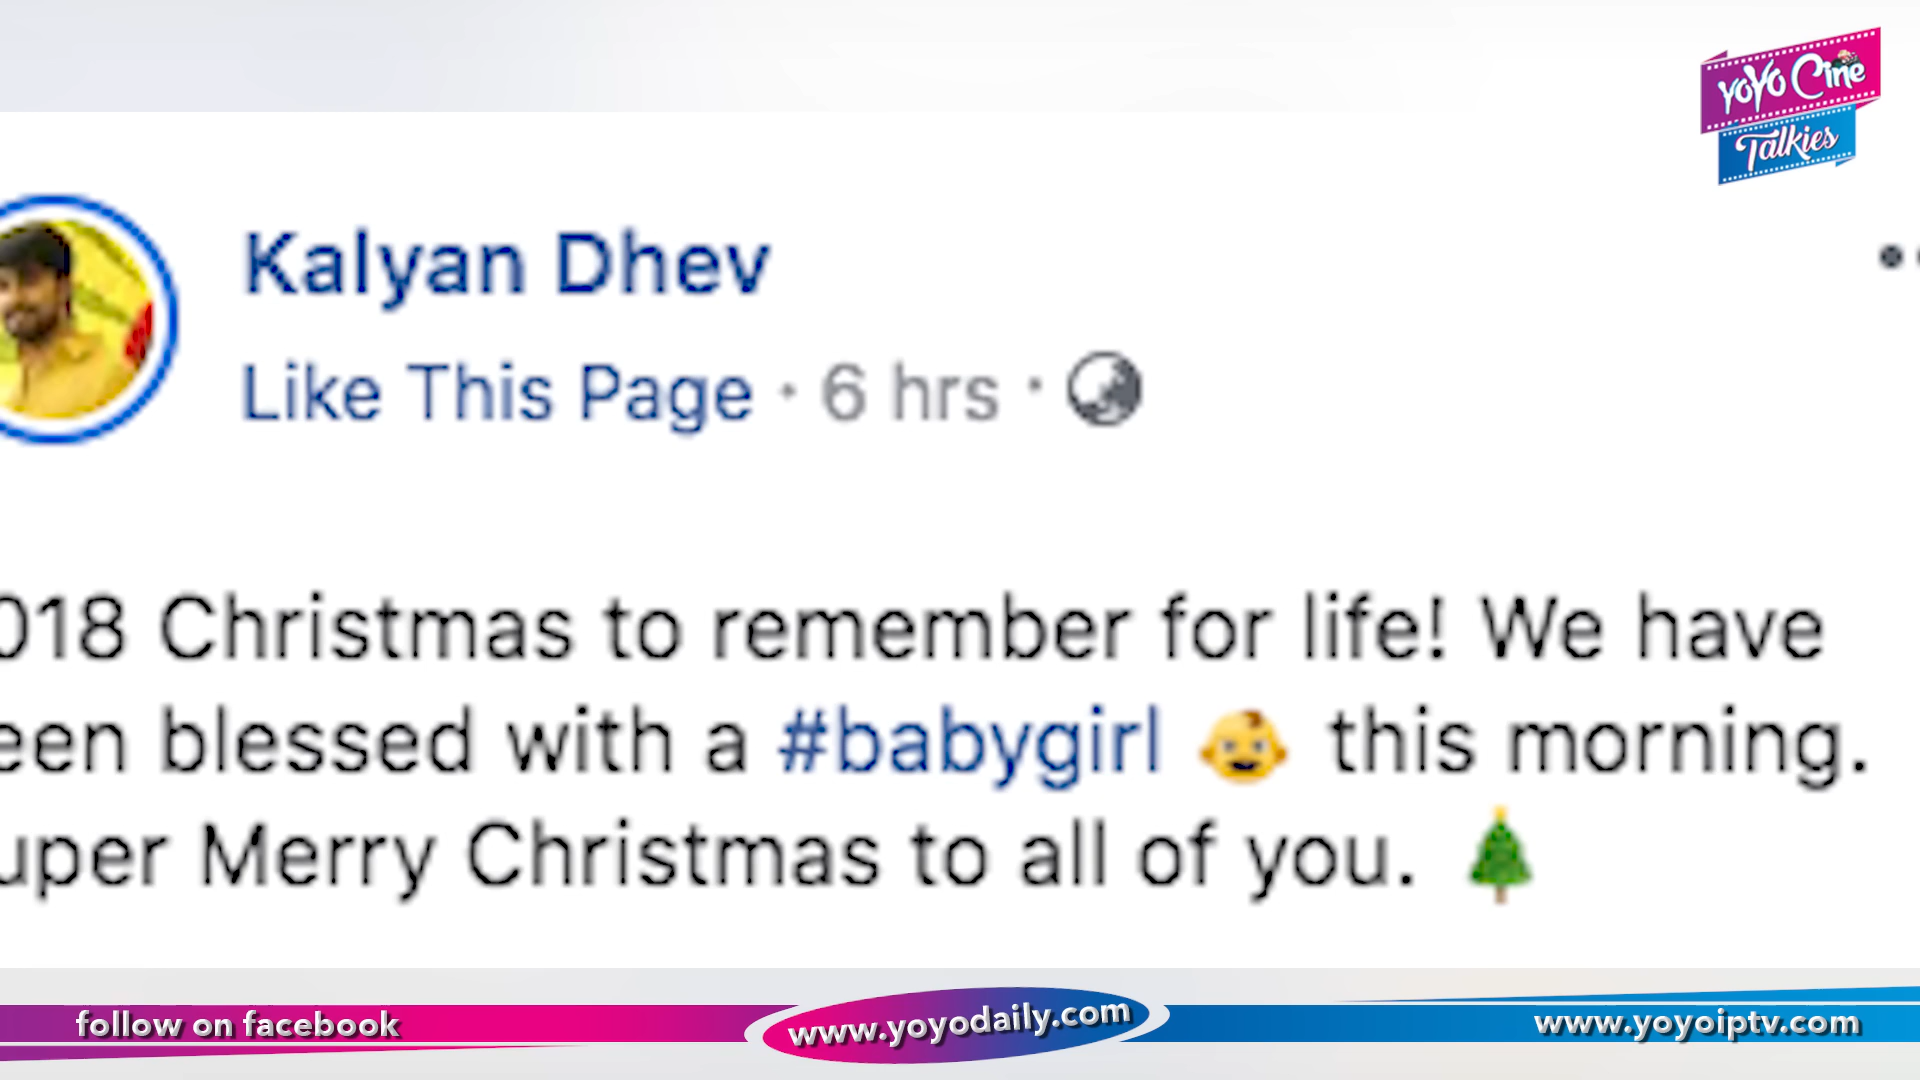 YOYO Cine
Talkies
Kalyan Dhev
Like This Page · 6 hrs ·
018 Christmas to remember for life! We have
een blessed with a #babygirl 👶 this morning.
uper Merry Christmas to all of you. 🎄
follow on facebook
www.yoyodaily.com
www.yoyoiptv.com